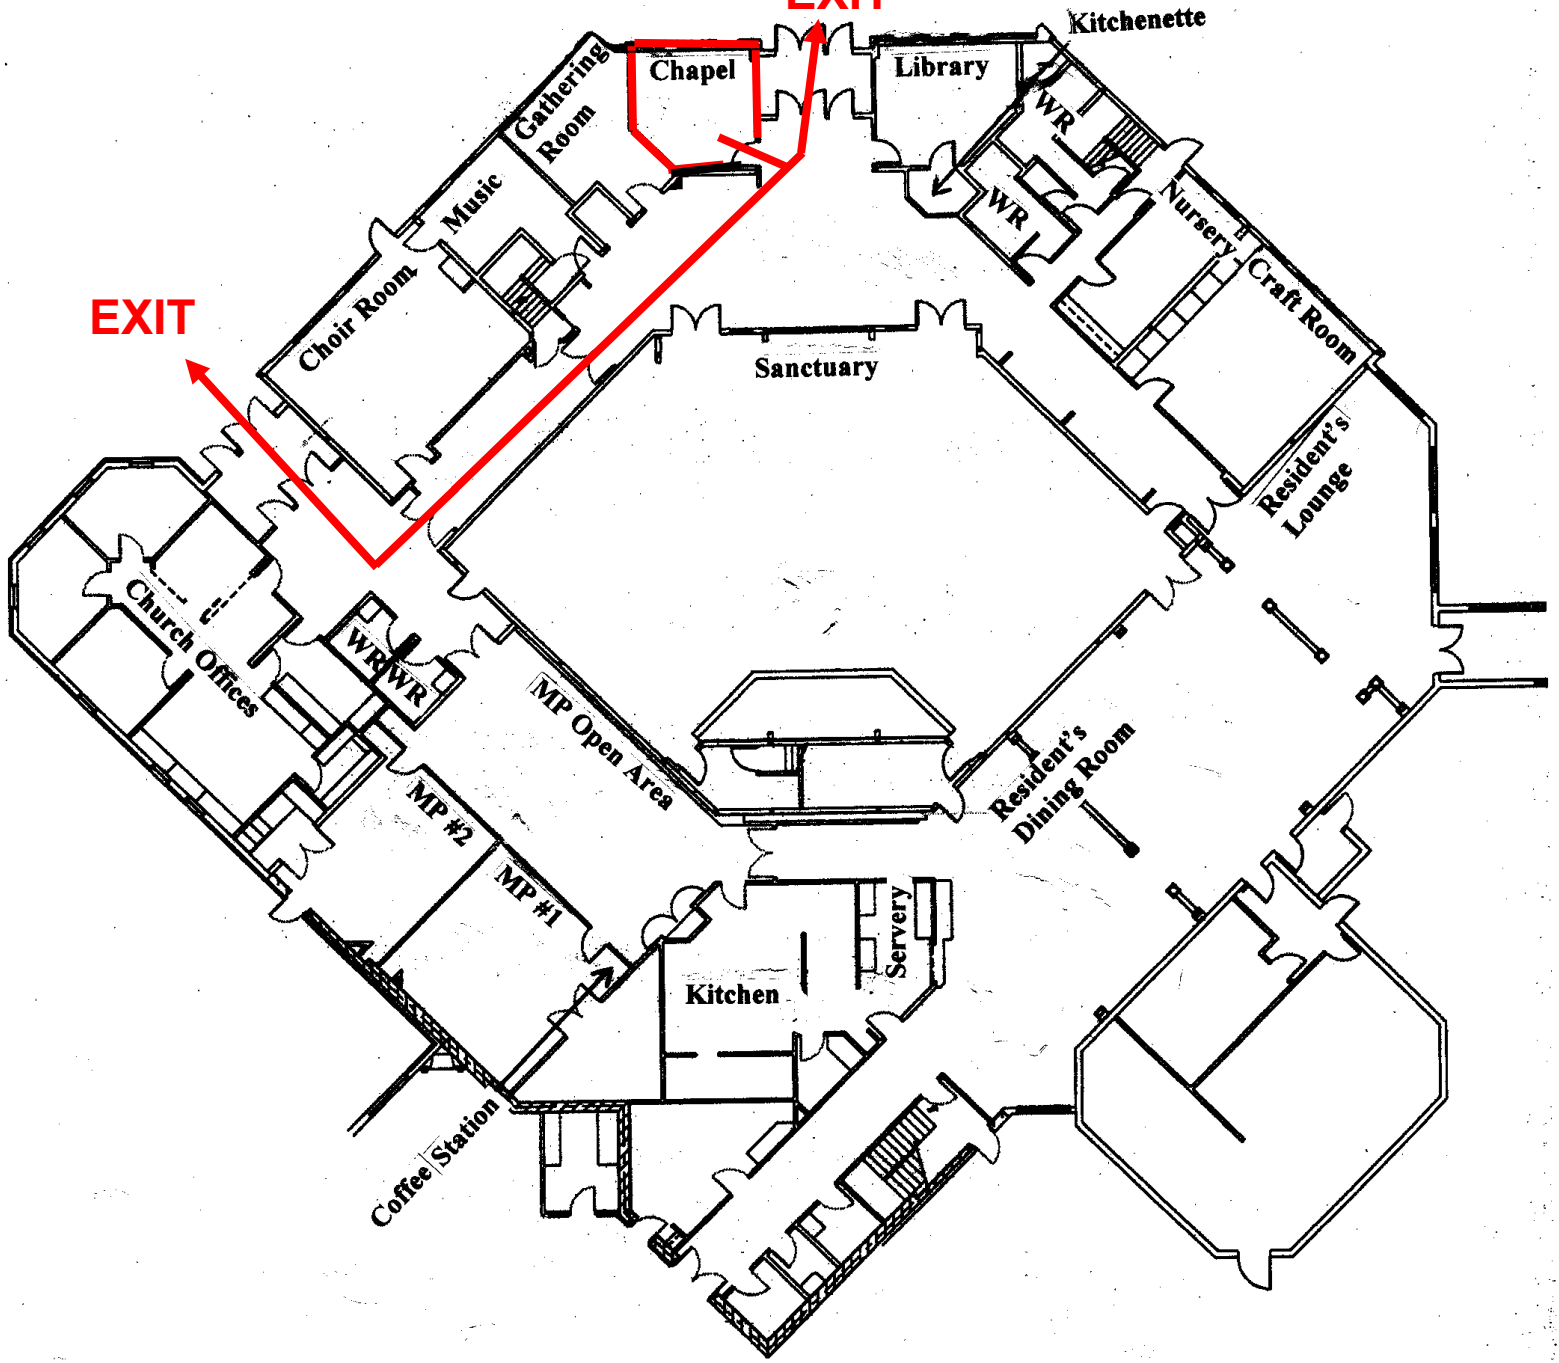 EXIT
Kitchenette
Chapel
Library
Gathering
Room
WR
Music
WR
Nursery
Choir Room
Craft Room
EXIT
Sanctuary
Resident's
Lounge
Church Offices
WR
WR
MP Open Area
Resident's
Dining Room
MP #2
MP #1
Servery
Kitchen
Coffee Station